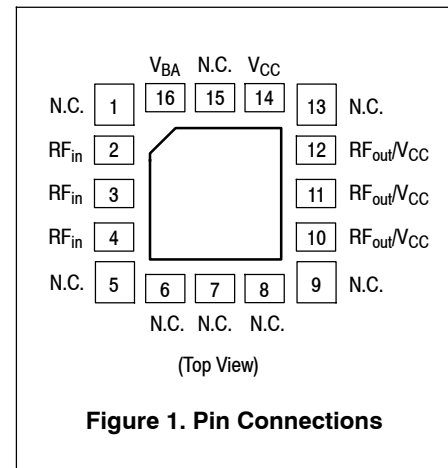 V_BA N.C. V_CC
16 15 14
N.C. 1 13 N.C.
RF_in 2 12 RF_out/V_CC
RF_in 3 11 RF_out/V_CC
RF_in 4 10 RF_out/V_CC
N.C. 5 9 N.C.
6 7 8
N.C. N.C. N.C.
(Top View)
Figure 1. Pin Connections